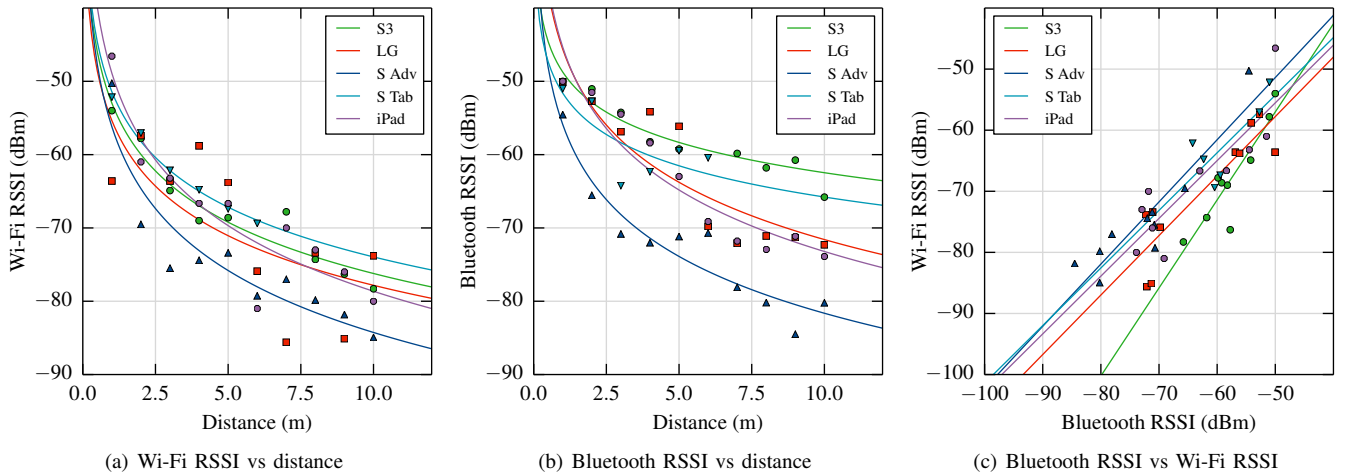 −50
−60
−70
−80
−90
0.0
2.5
5.0
7.5
10.0
Distance (m)
Wi-Fi RSSI (dBm)
S3
LG
S Adv
S Tab
iPad
(a) Wi-Fi RSSI vs distance
−50
−60
−70
−80
−90
0.0
2.5
5.0
7.5
10.0
Distance (m)
Bluetooth RSSI (dBm)
S3
LG
S Adv
S Tab
iPad
(b) Bluetooth RSSI vs distance
−50
−60
−70
−80
−90
−100
−100
−90
−80
−70
−60
−50
Bluetooth RSSI (dBm)
Wi-Fi RSSI (dBm)
S3
LG
S Adv
S Tab
iPad
(c) Bluetooth RSSI vs Wi-Fi RSSI